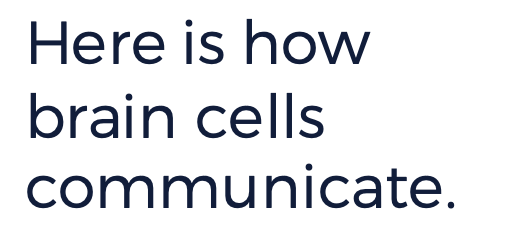 Here is how
brain cells
communicate.